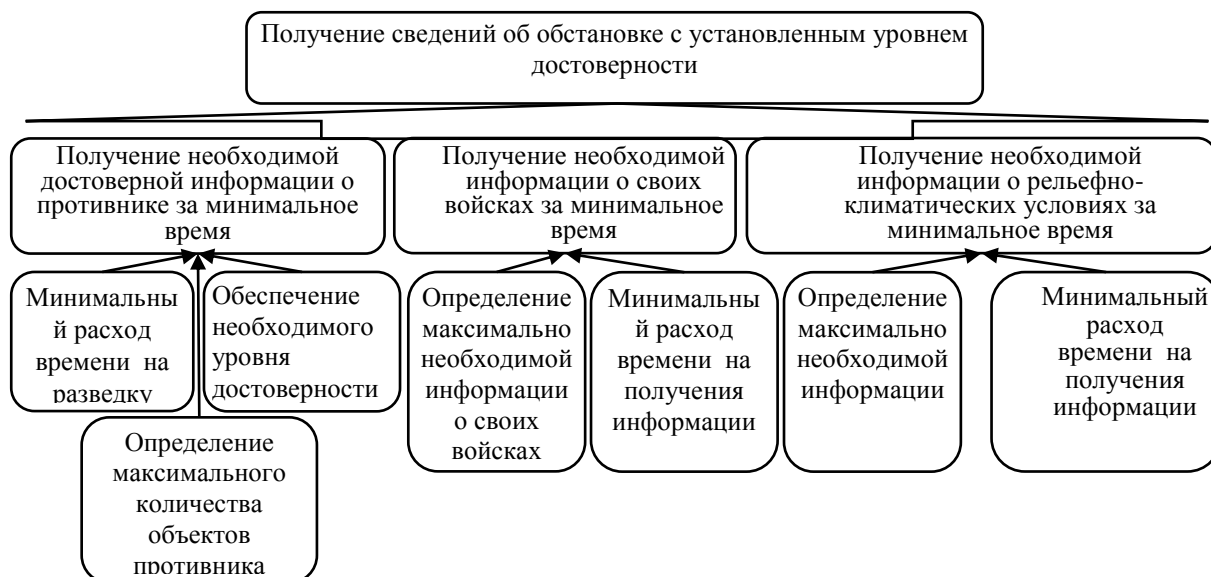 Получение сведений об обстановке с установленным уровнем
достоверности
Получение необходимой
достоверной информации о
противнике за минимальное
время
Получение необходимой
информации о своих
войсках за минимальное
время
Получение необходимой
информации о рельефно-
климатических условиях за
минимальное время
Минимальны
й расход
времени на
разведку
Обеспечение
необходимого
уровня
достоверности
Определение
максимально
необходимой
информации
о своих
войсках
Минимальны
й расход
времени на
получения
информации
Определение
максимально
необходимой
информации
Минимальный
расход
времени на
получения
информации
Определение
максимального
количества
объектов
противника